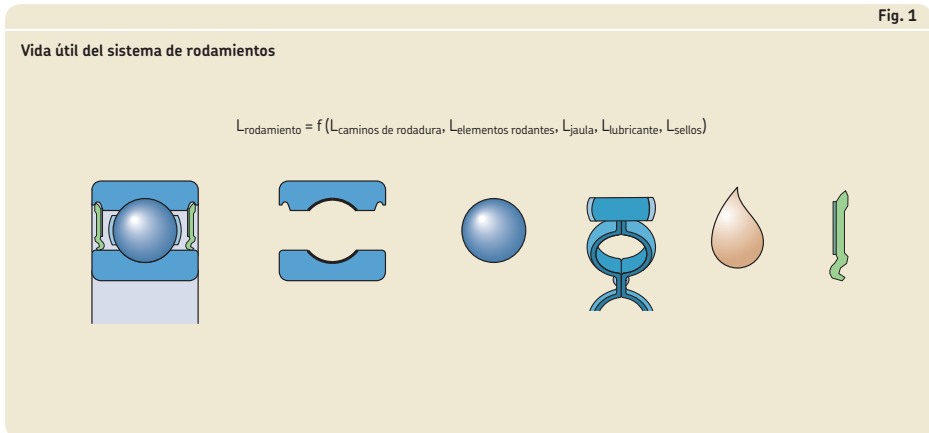 Fig. 1
Vida útil del sistema de rodamientos
Lrodamiento = f (Lcaminos de rodadura, Lelementos rodantes, Ljaula, Llubricante, Lsellos)